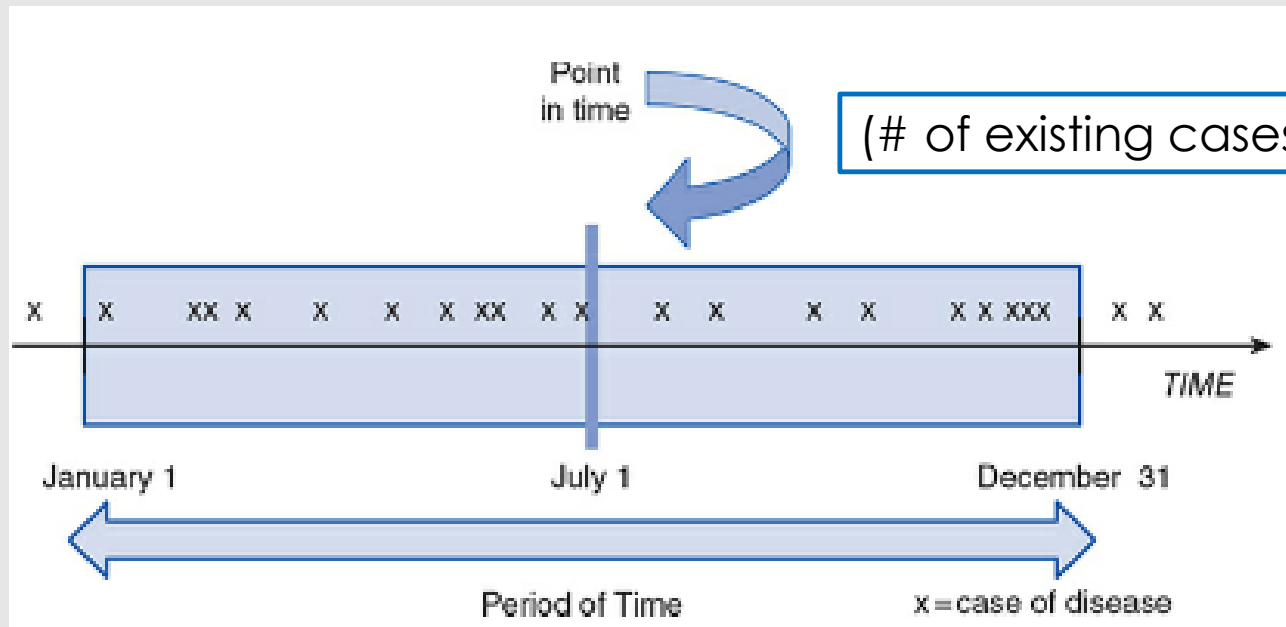 Point
in time
(# of existing cases
x x xx x x x x xx x x x x x x x x xxx x x
TIME
January 1 July 1 December 31
Period of Time x=case of disease